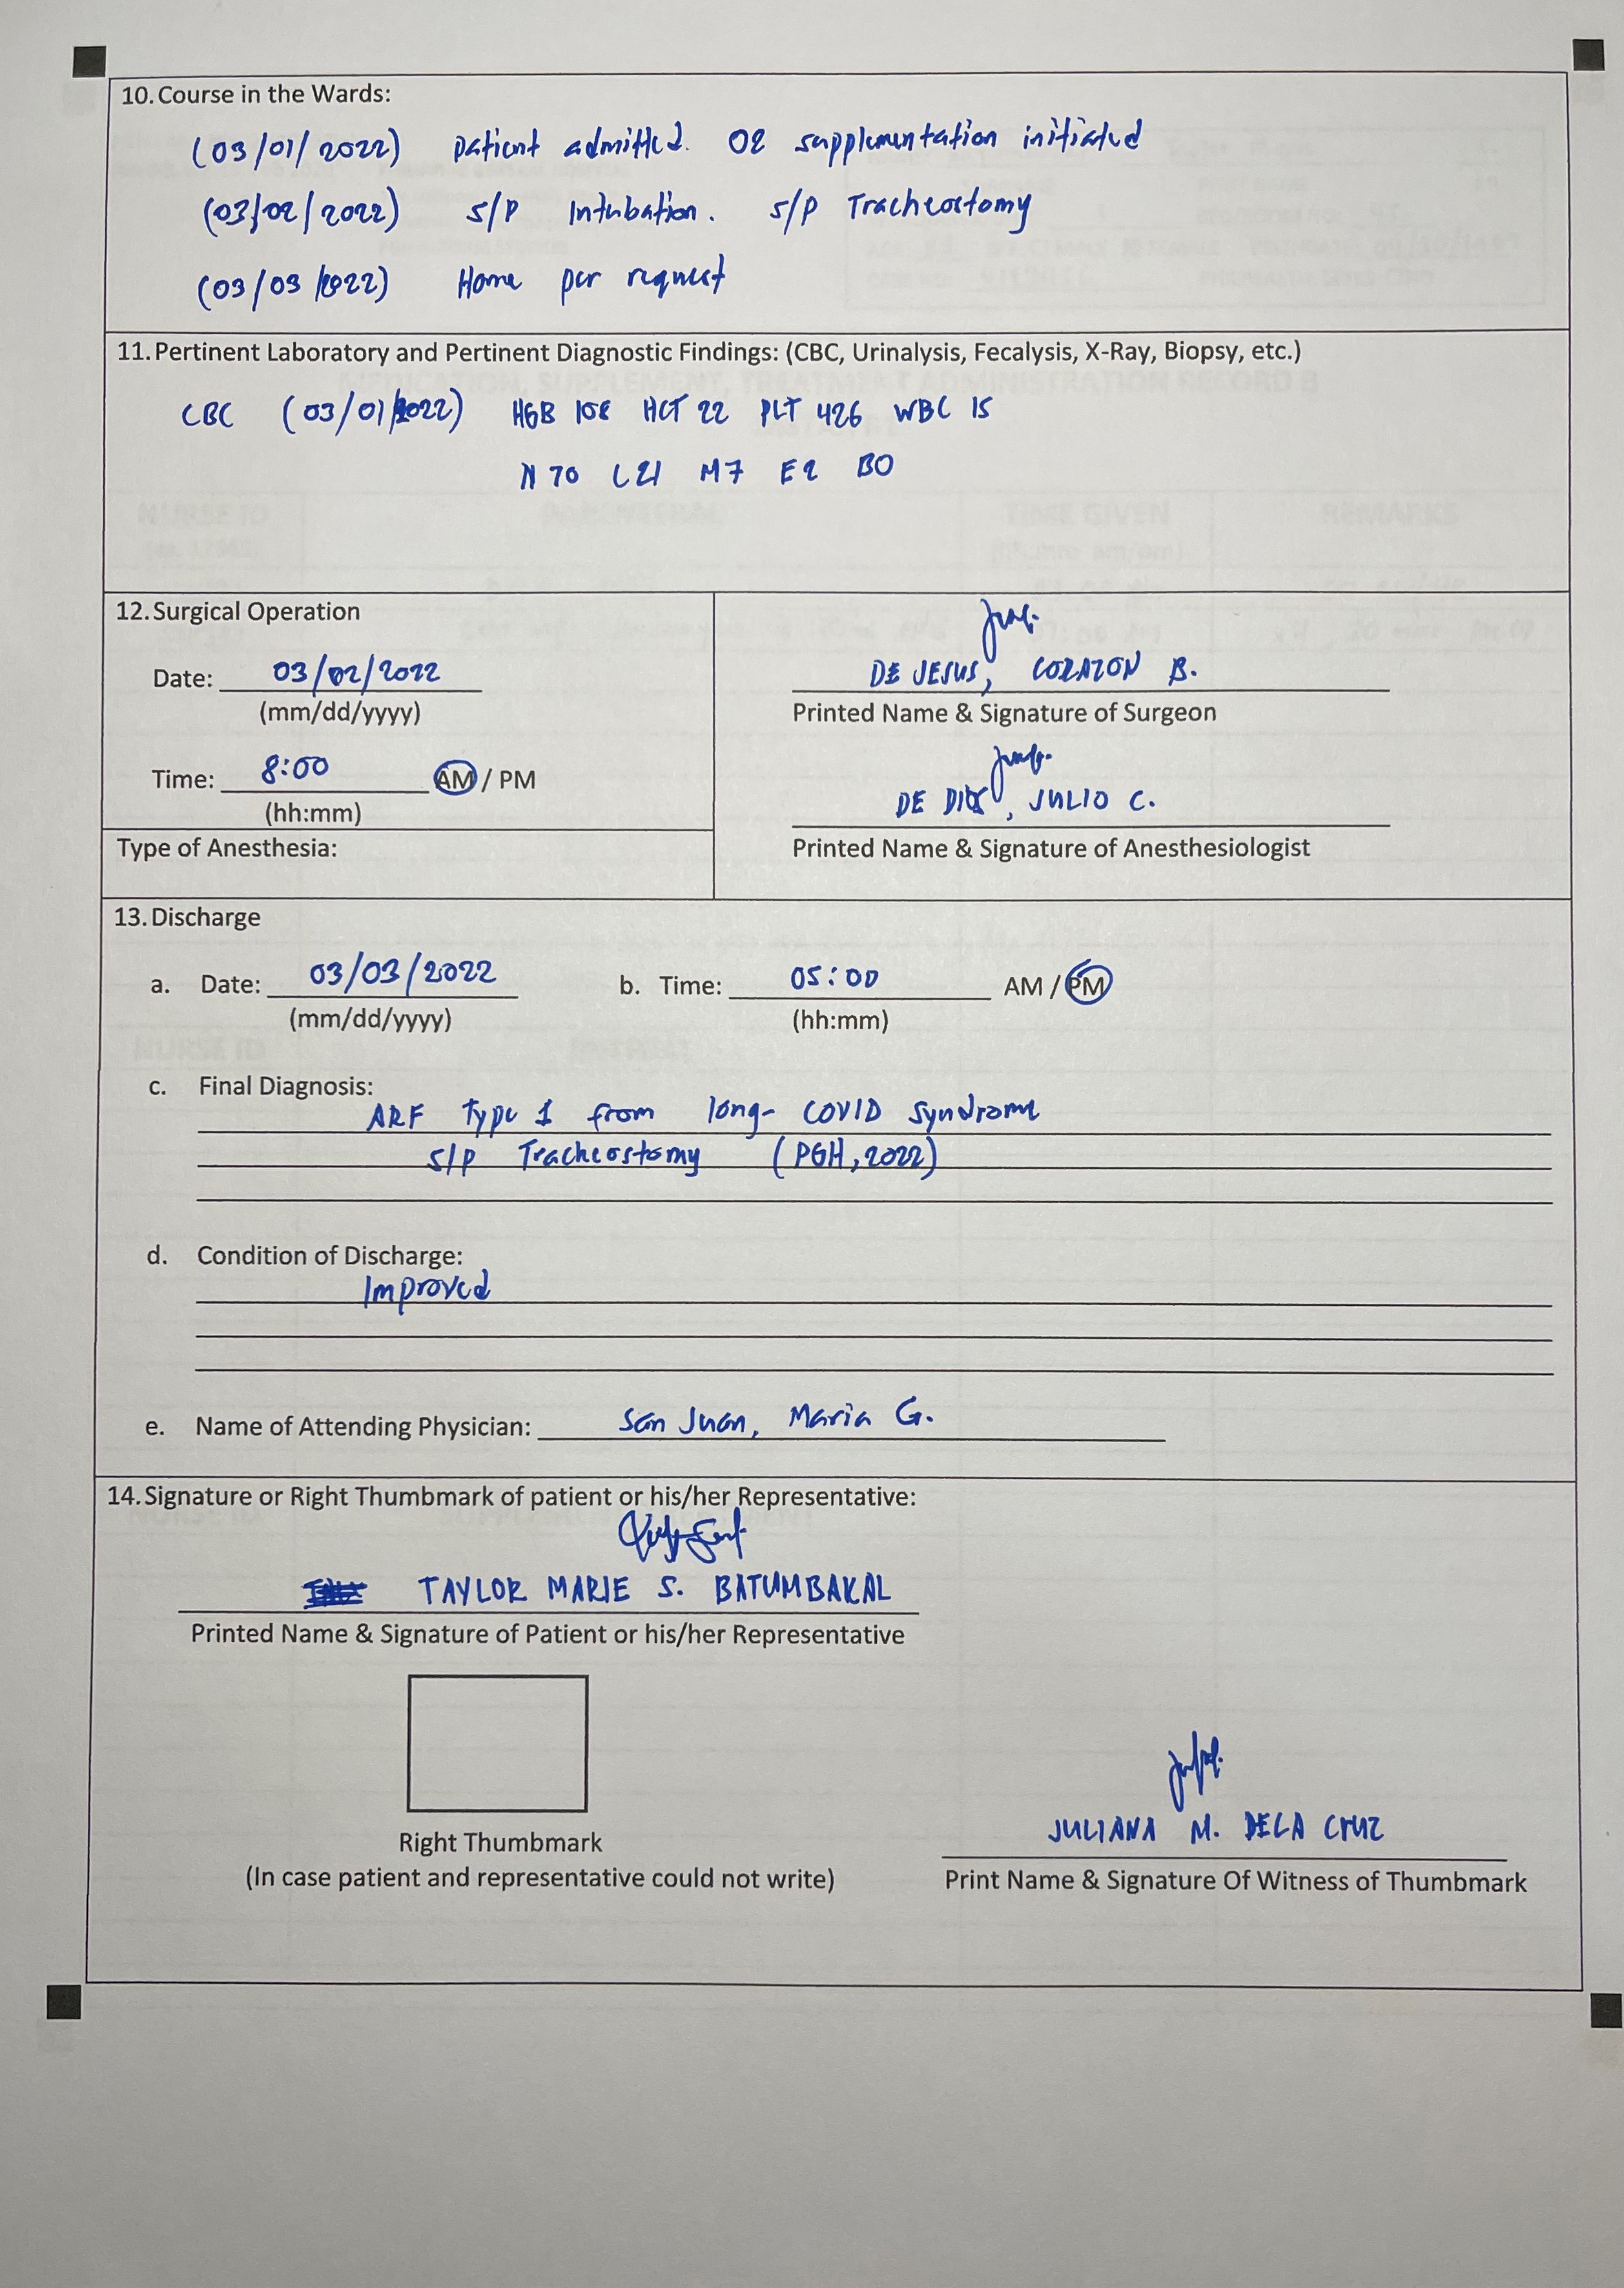 10. Course in the Wards:
(03/01/2022) patient admitted. O2 supplementation initiated
(03/02/2022) S/P Intubation. S/P Tracheostomy
(03/03/2022) Home per request
11. Pertinent Laboratory and Pertinent Diagnostic Findings: (CBC, Urinalysis, Fecalysis, X-Ray, Biopsy, etc.)
CBC (03/01/2022) HGB 108 HCT 22 PLT 426 WBC 15
N 70 L21 M7 E2 B0
12. Surgical Operation
Date: 03/02/2022
(mm/dd/yyyy)
Time: 8:00 AM / PM
(hh:mm)
Type of Anesthesia:
DE JESUS, CORAZON B.
Printed Name & Signature of Surgeon
DE DIOS, JULIO C.
Printed Name & Signature of Anesthesiologist
13. Discharge
a. Date: 03/03/2022 b. Time: 05:00 AM / PM
(mm/dd/yyyy) (hh:mm)
c. Final Diagnosis:
ARF Type 1 from long-COVID syndrome
S/P Tracheostomy (PGH, 2022)
d. Condition of Discharge:
Improved
e. Name of Attending Physician: San Juan, Maria G.
14. Signature or Right Thumbmark of patient or his/her Representative:
TAYLOR MARIE S. BATUMBAKAL
Printed Name & Signature of Patient or his/her Representative
Right Thumbmark
(In case patient and representative could not write)
JULIANA M. DELA CRUZ
Print Name & Signature Of Witness of Thumbmark